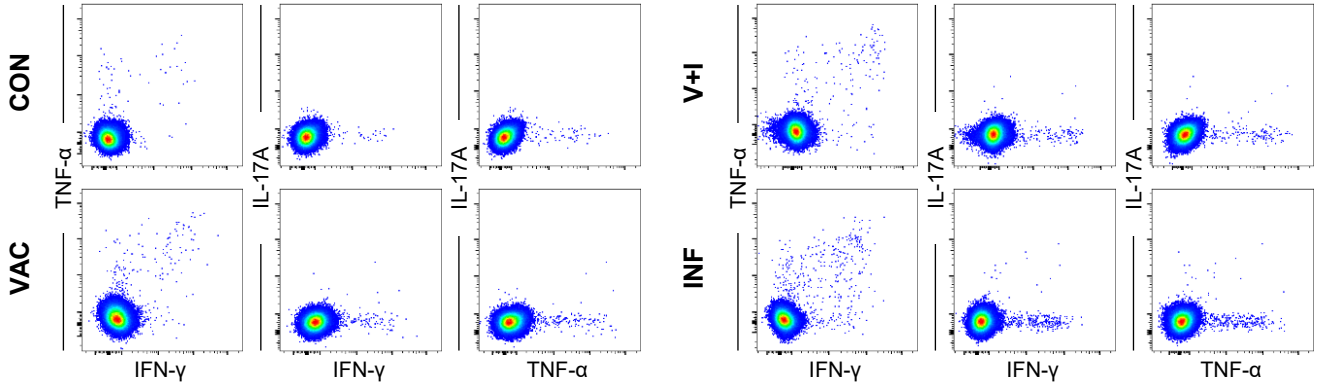 CON
TNF-α
IL-17A
IL-17A
V+I
TNF-α
IL-17A
IL-17A
VAC
IFN-γ
IFN-γ
TNF-α
INF
IFN-γ
IFN-γ
TNF-α